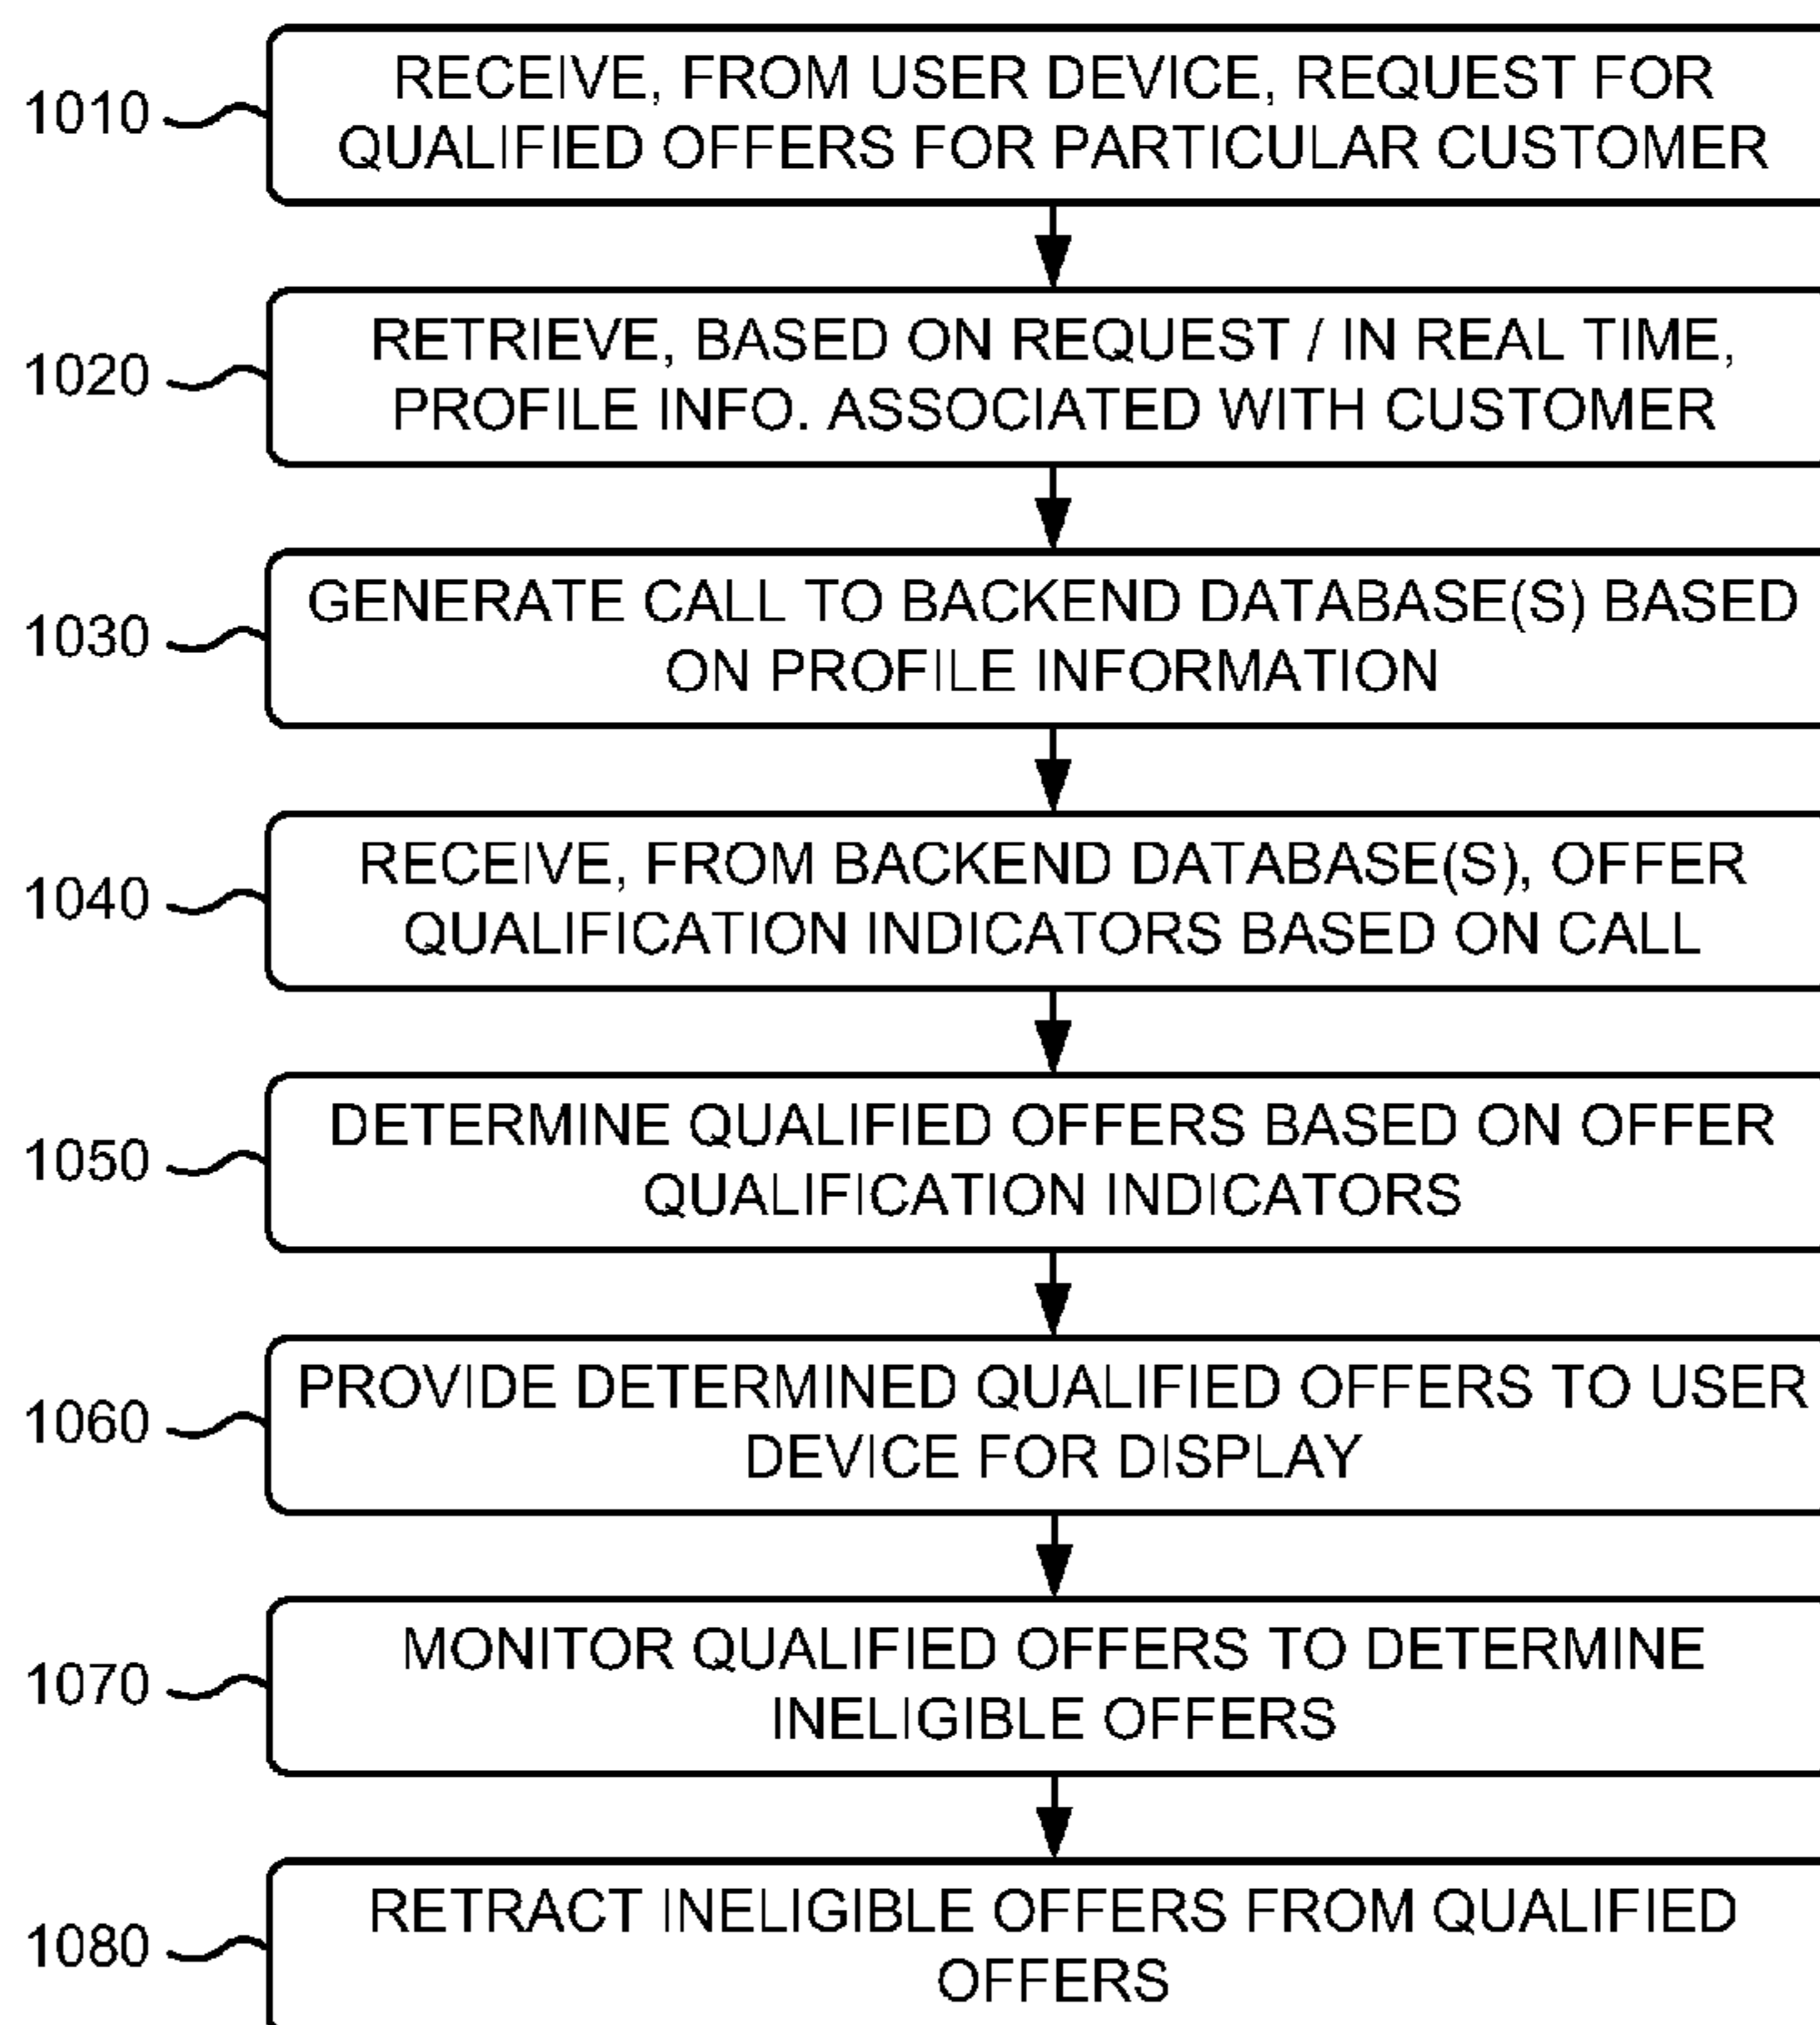 1010
RECEIVE, FROM USER DEVICE, REQUEST FOR
QUALIFIED OFFERS FOR PARTICULAR CUSTOMER
1020
RETRIEVE, BASED ON REQUEST / IN REAL TIME,
PROFILE INFO. ASSOCIATED WITH CUSTOMER
1030
GENERATE CALL TO BACKEND DATABASE(S) BASED
ON PROFILE INFORMATION
1040
RECEIVE, FROM BACKEND DATABASE(S), OFFER
QUALIFICATION INDICATORS BASED ON CALL
1050
DETERMINE QUALIFIED OFFERS BASED ON OFFER
QUALIFICATION INDICATORS
1060
PROVIDE DETERMINED QUALIFIED OFFERS TO USER
DEVICE FOR DISPLAY
1070
MONITOR QUALIFIED OFFERS TO DETERMINE
INELIGIBLE OFFERS
1080
RETRACT INELIGIBLE OFFERS FROM QUALIFIED
OFFERS